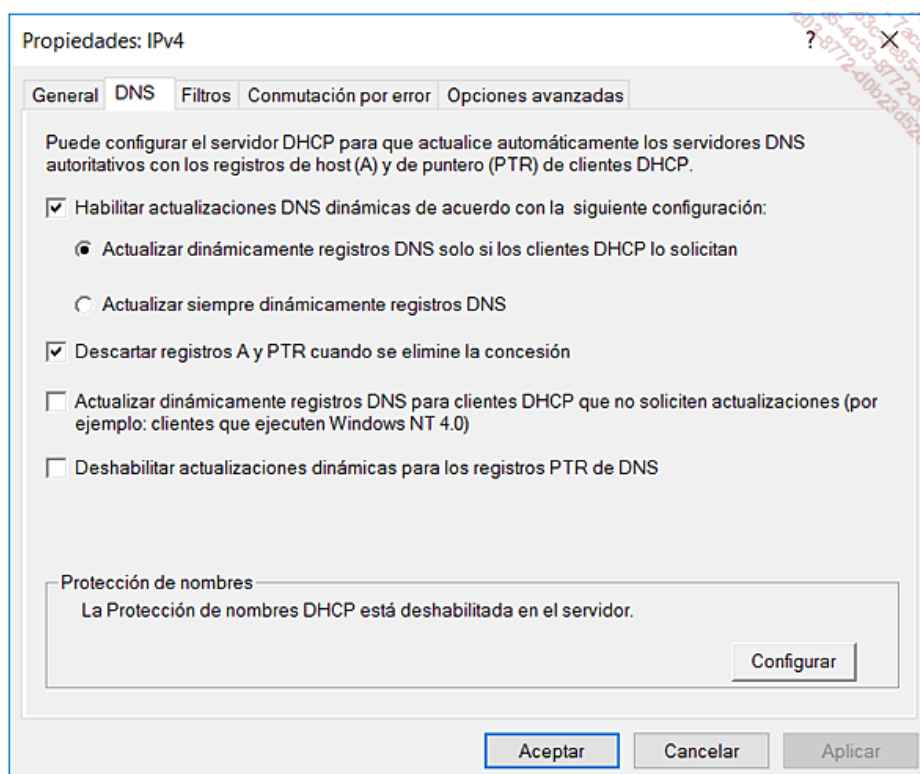 Propiedades: IPv4
?
General DNS Filtros Conmutación por error Opciones avanzadas
Puede configurar el servidor DHCP para que actualice automáticamente los servidores DNS
autoritativos con los registros de host (A) y de puntero (PTR) de clientes DHCP.
Habilitar actualizaciones DNS dinámicas de acuerdo con la siguiente configuración:
Actualizar dinámicamente registros DNS solo si los clientes DHCP lo solicitan
Actualizar siempre dinámicamente registros DNS
Descartar registros A y PTR cuando se elimine la concesión
Actualizar dinámicamente registros DNS para clientes DHCP que no soliciten actualizaciones (por
ejemplo: clientes que ejecuten Windows NT 4.0)
Deshabilitar actualizaciones dinámicas para los registros PTR de DNS
Protección de nombres
La Protección de nombres DHCP está deshabilitada en el servidor.
Configurar
Aceptar Cancelar Aplicar